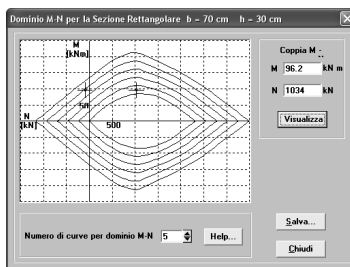 Dominio M-N per la Sezione Rettangolare b = 70 cm h = 30 cm
M
[kNm]
50
N
[kN]
500
Coppia M -
M 96.2 kN m
N 1034 kN
Visualizza
Numero di curve per dominio M-N 5 Help...
Salva...
Chiudi